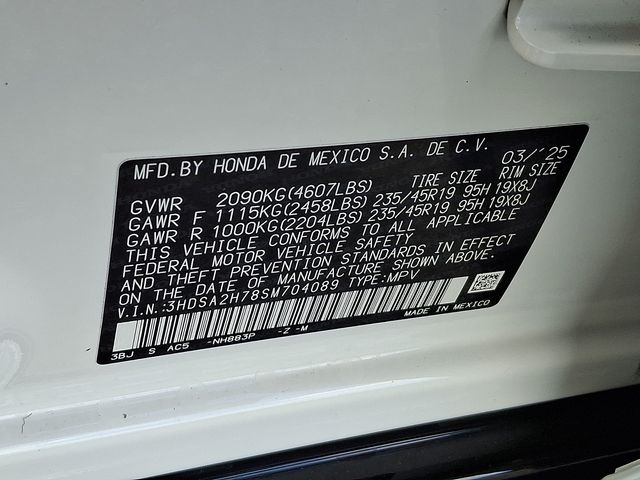 MFD.BY HONDA DE MEXICO S.A. DE C.V. 03/'25
GVWR 2090KG(4607LBS) TIRE SIZE RIM SIZE
GAWR F 1115KG(2458LBS) 235/45R19 95H 19X8J
GAWR R 1000KG(2204LBS) 235/45R19 95H 19X8J
THIS VEHICLE CONFORMS TO ALL APPLICABLE
FEDERAL MOTOR VEHICLE SAFETY
AND THEFT PREVENTION STANDARDS IN EFFECT
ON THE DATE OF MANUFACTURE SHOWN ABOVE.
V.I.N.:3HDSA2H78SM704089 TYPE:MPV
3BJ S AC5 -NH883P -Z -M MADE IN MEXICO